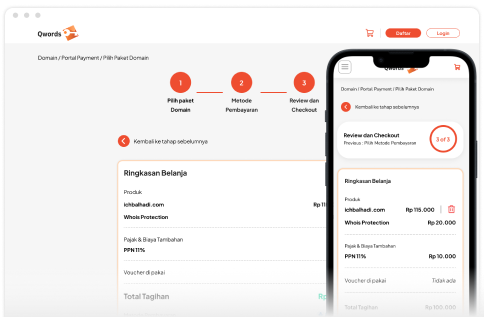 Qwords
Daftar
Login
Domain / Portal Payment / Pilih Paket Domain
1
2
3
Pilih paket
Domain
Metode
Pembayaran
Review dan
Checkout
Kembali ke tahap sebelumnya
Ringkasan Belanja
Produk
ichbalhadi.com
Rp 11
Whois Protection
Pajak & Biaya Tambahan
PPN 11%
Voucher di pakai
Total Tagihan
Rp
Domain / Portal Payment / Pilih Paket Domain
Kembali ke tahap sebelumnya
Review dan Checkout
Previous : Pilih Metode Pembayaran
3 of 3
Ringkasan Belanja
Produk
ichbalhadi.com
Rp 115.000
Whois Protection
Rp 20.000
Pajak & Biaya Tambahan
PPN 11%
Rp 10.000
Voucher di pakai
Tidak ada
Total Tagihan
Rp 100.000